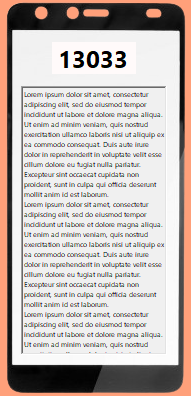 13033
Lorem ipsum dolor sit amet, consectetur
adipiscing elit, sed do eiusmod tempor
incididunt ut labore et dolore magna aliqua.
Ut enim ad minim veniam, quis nostrud
exercitation ullamco laboris nisi ut aliquip ex
ea commodo consequat. Duis aute irure
dolor in reprehenderit in voluptate velit esse
cillum dolore eu fugiat nulla pariatur.
Excepteur sint occaecat cupidatat non
proident, sunt in culpa qui officia deserunt
mollit anim id est laborum.
Lorem ipsum dolor sit amet, consectetur
adipiscing elit, sed do eiusmod tempor
incididunt ut labore et dolore magna aliqua.
Ut enim ad minim veniam, quis nostrud
exercitation ullamco laboris nisi ut aliquip ex
ea commodo consequat. Duis aute irure
dolor in reprehenderit in voluptate velit esse
cillum dolore eu fugiat nulla pariatur.
Excepteur sint occaecat cupidatat non
proident, sunt in culpa qui officia deserunt
mollit anim id est laborum.
Lorem ipsum dolor sit amet, consectetur
adipiscing elit, sed do eiusmod tempor
incididunt ut labore et dolore magna aliqua.
Ut enim ad minim veniam, quis nostrud